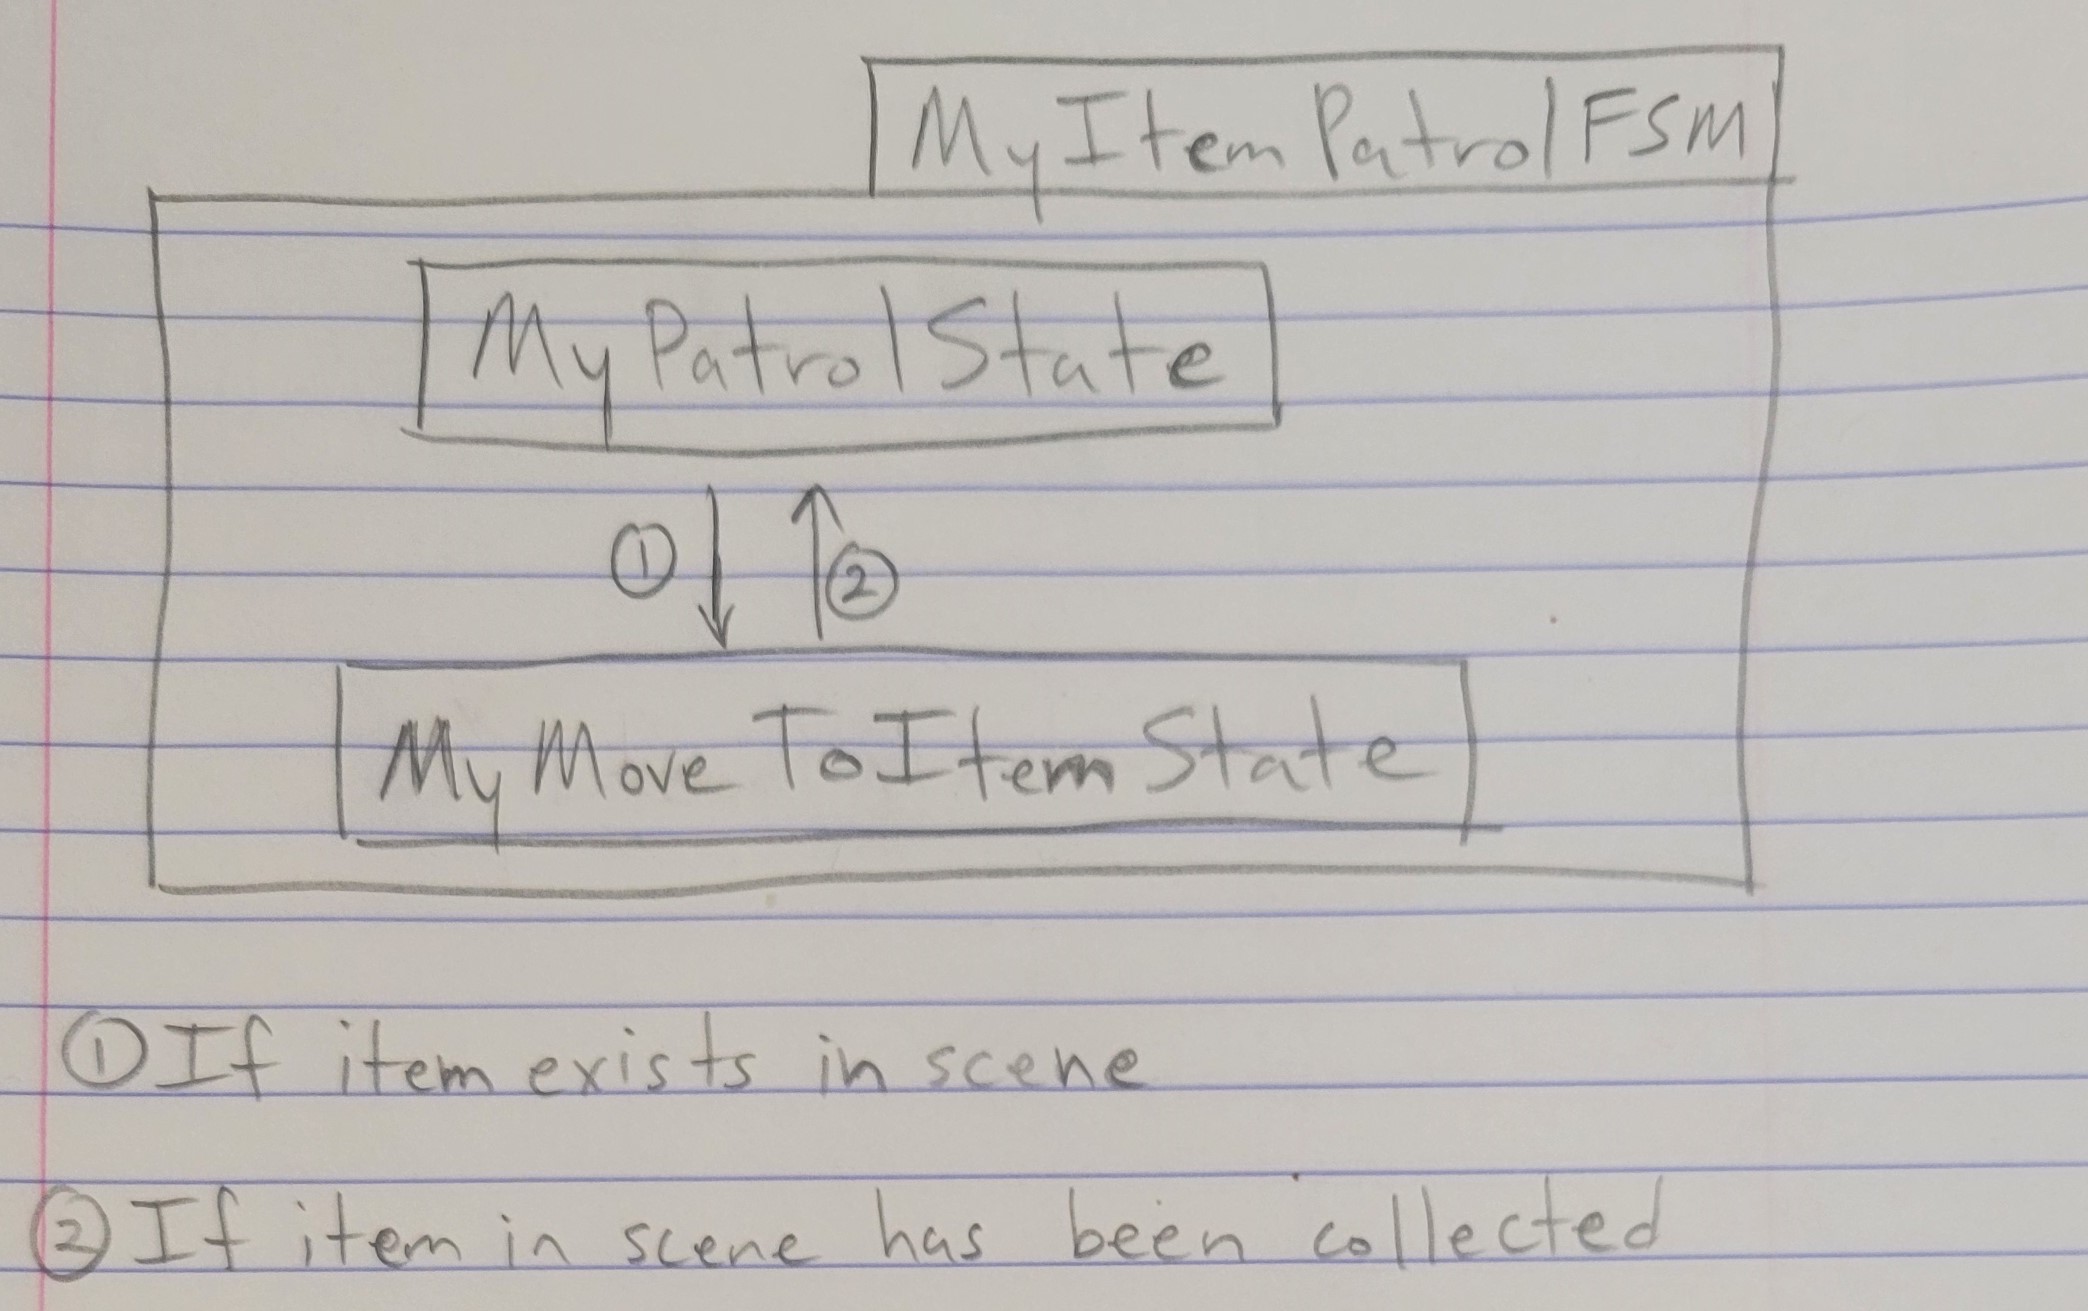 MyItemPatrolFSM
MyPatrolState
① ②
MyMoveToItemState
① If item exists in scene
② If item in scene has been collected